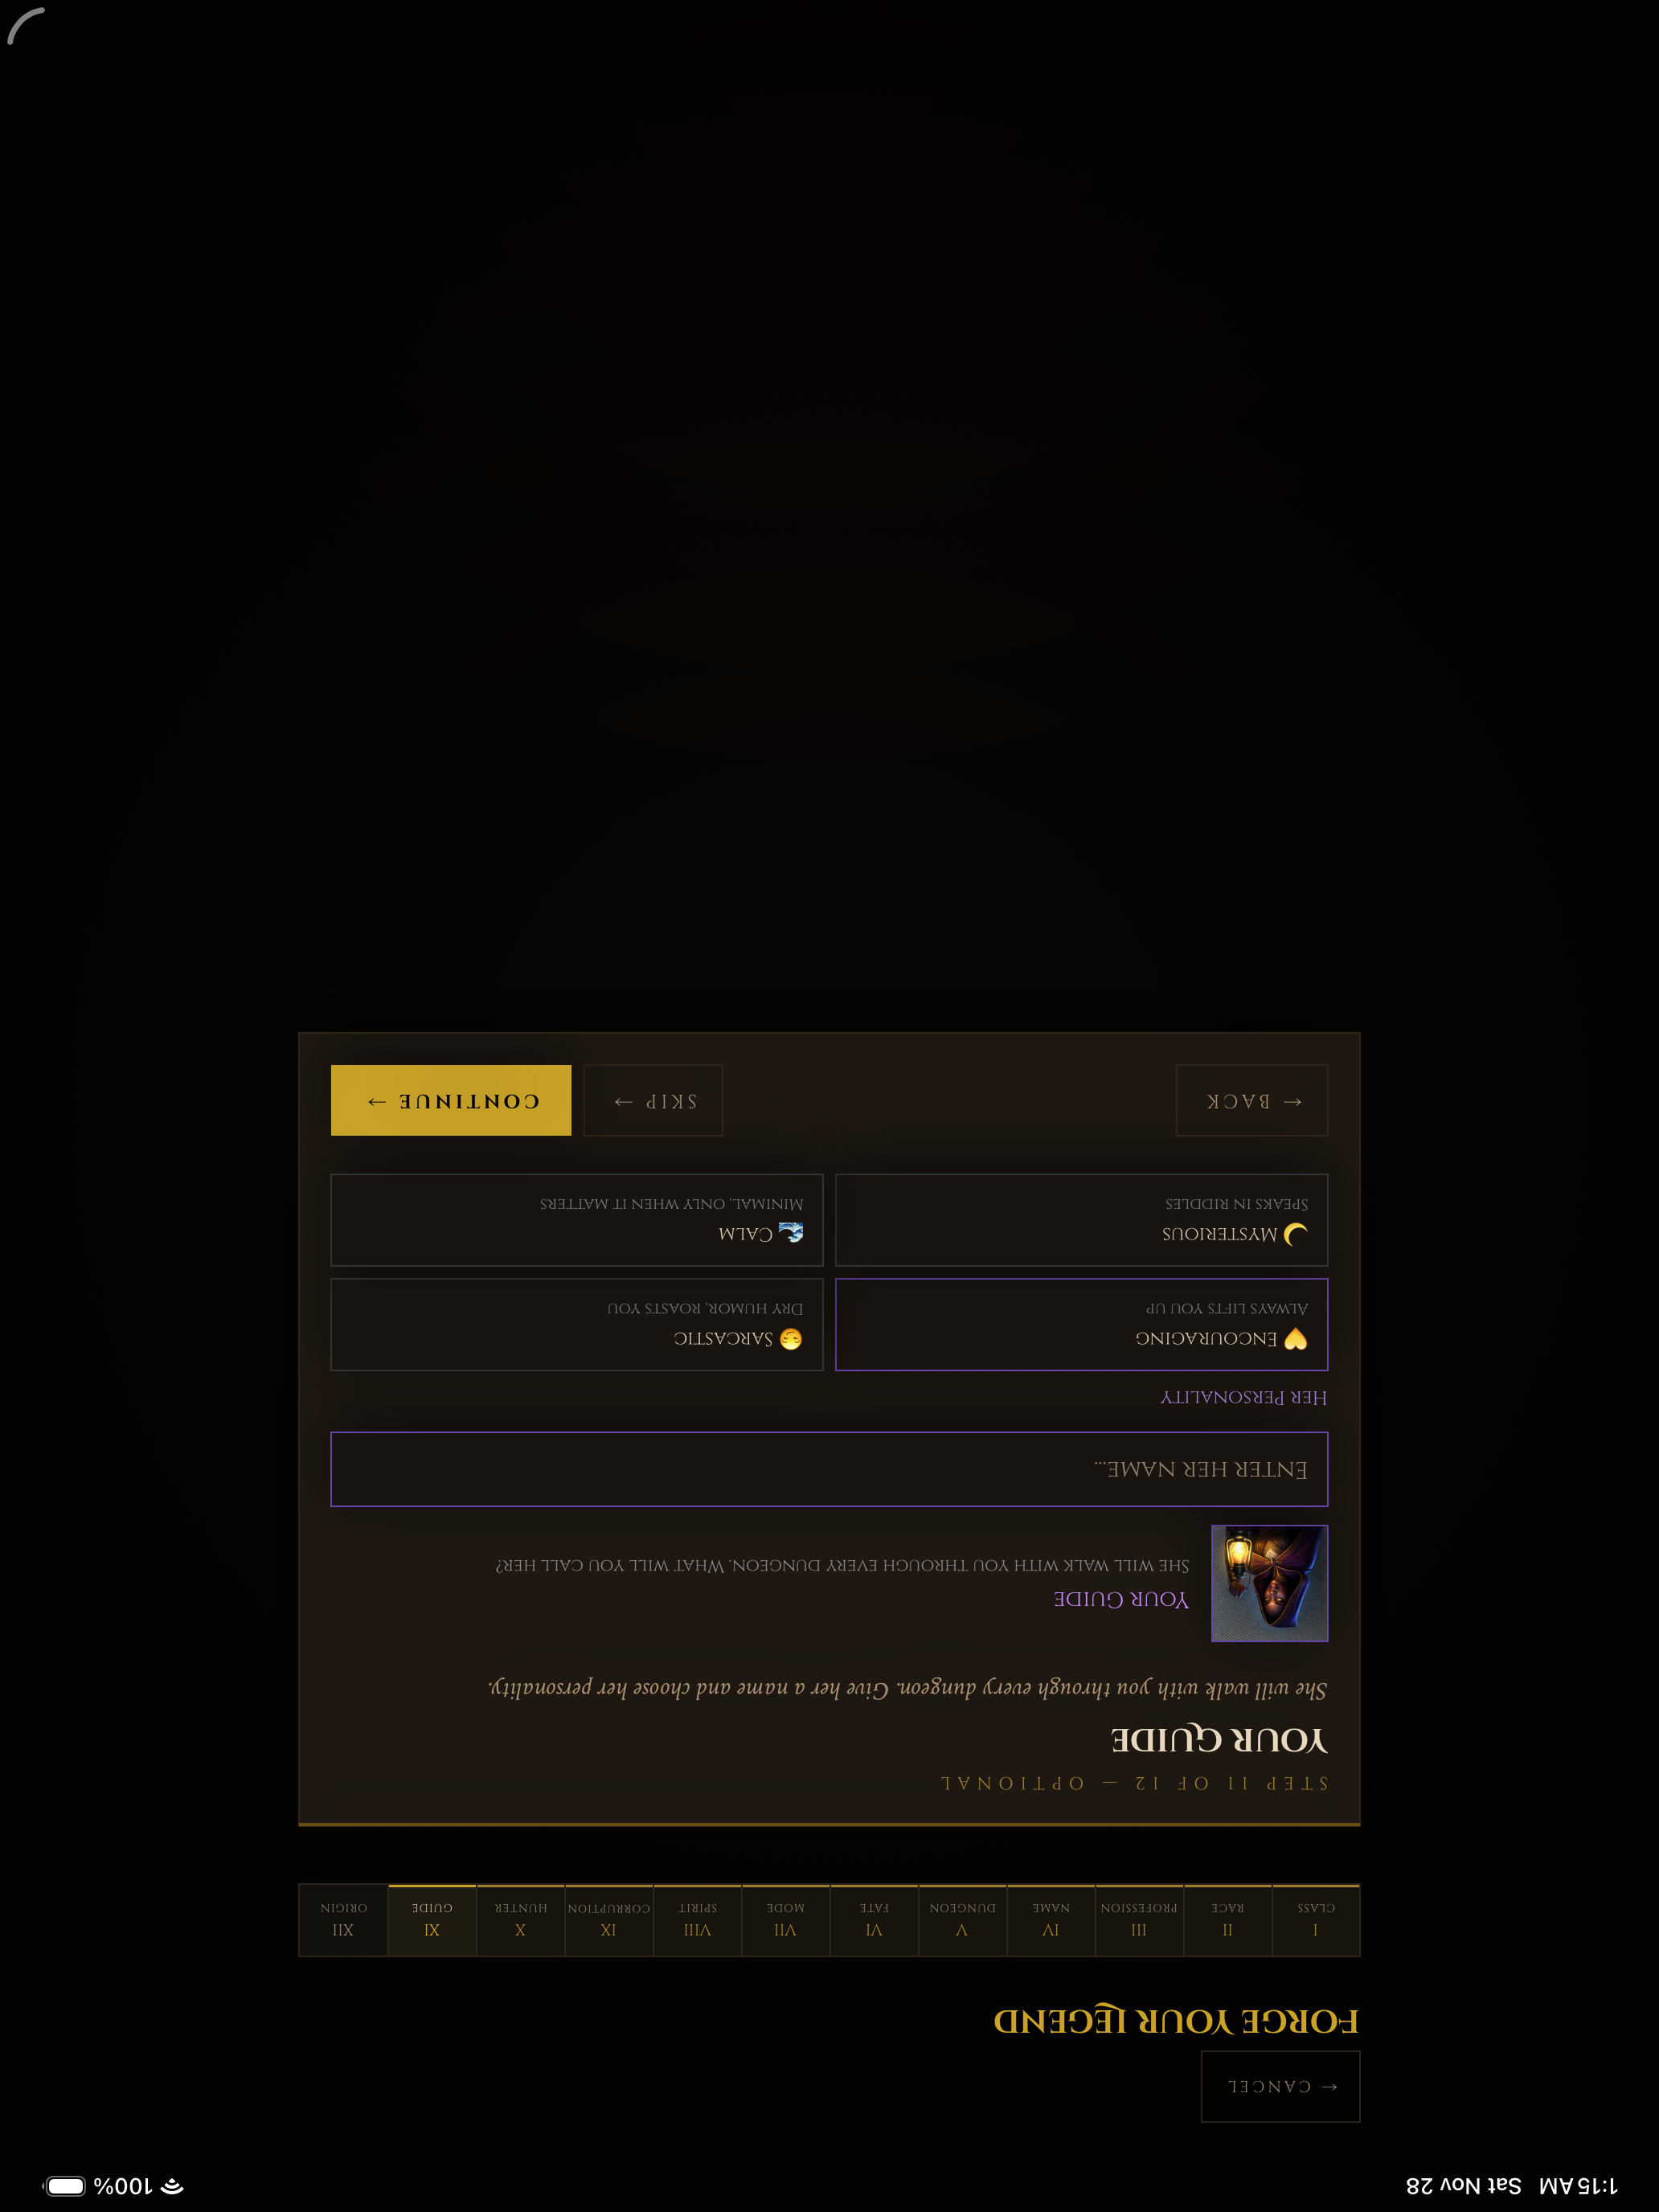 1:15 AM Sat Nov 28
100%
← CANCEL
FORGE YOUR LEGEND
I II III IV V VI VII VIII IX X XI XII
CLASS RACE PROFESSION NAME DUNGEON FATE MODE SPIRIT CORRUPTION HUNTER GUIDE ORIGIN
STEP 11 OF 12 — OPTIONAL
YOUR GUIDE
She will walk with you through every dungeon. Give her a name and choose her personality.
YOUR GUIDE
SHE WILL WALK WITH YOU THROUGH EVERY DUNGEON. WHAT WILL YOU CALL HER?
ENTER HER NAME...
HER PERSONALITY
💛 ENCOURAGING
ALWAYS LIFTS YOU UP
😏 SARCASTIC
DRY HUMOR, ROASTS YOU
🌙 MYSTERIOUS
SPEAKS IN RIDDLES
🌊 CALM
MINIMAL, ONLY WHEN IT MATTERS
← BACK
SKIP →
CONTINUE →